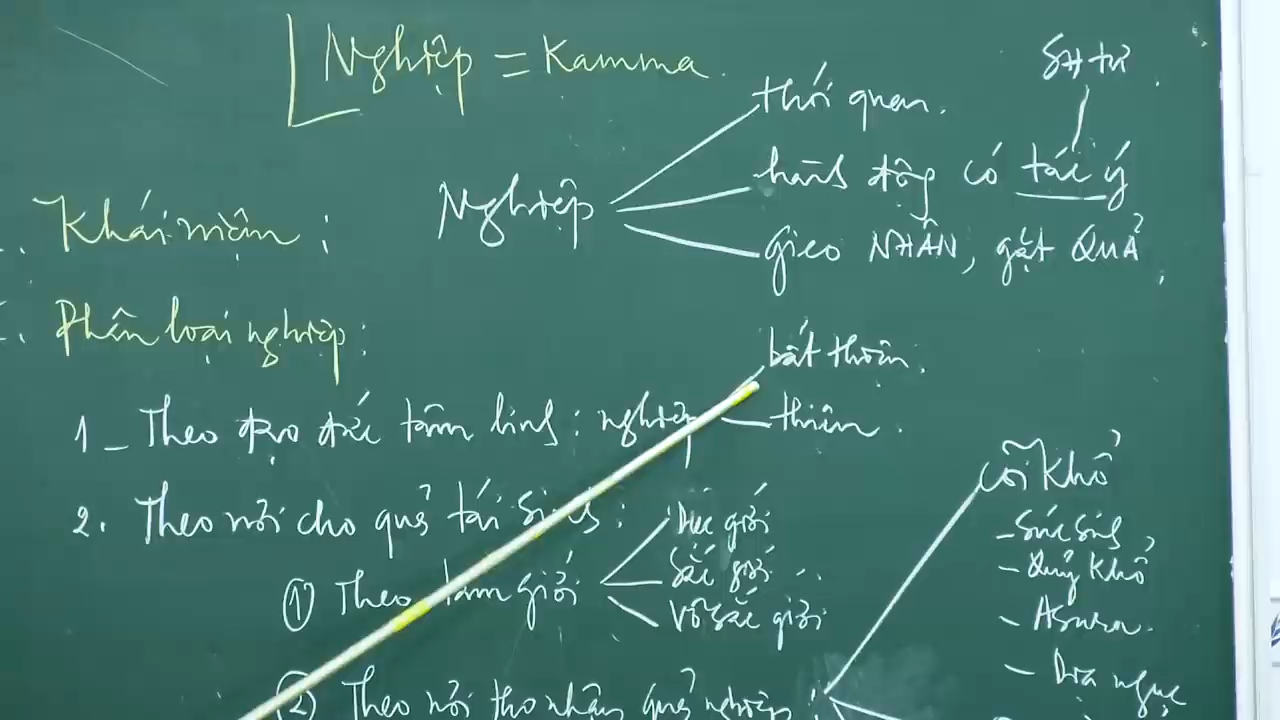 Nghiệp = Kamma.
thói quen.
SH tử
Nghiệp
hành động có tác ý
gieo NHÂN, gặt QUẢ
Khái niệm:
Phân loại nghiệp:
1 - Theo đạo đức tâm linh: nghiệp
bất thiện.
thiện.
2. Theo nơi cho quả tái sinh:
① Theo tam giới
Dục giới
Sắc giới
Vô sắc giới
② Theo nơi thọ nhân quả nghiệp:
Cõi Khổ
- Súc sinh
- Quỷ Khổ
- Asura.
- Địa ngục